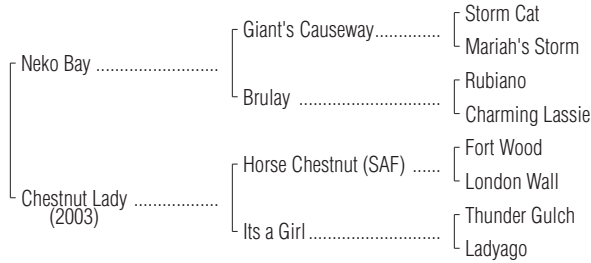 Storm Cat
Giant's Causeway..............
Mariah's Storm
Neko Bay ..........................
Rubiano
Brulay ..............................
Charming Lassie
Fort Wood
Horse Chestnut (SAF) ......
London Wall
Chestnut Lady ..................
(2003)
Thunder Gulch
Its a Girl............................
Ladyago